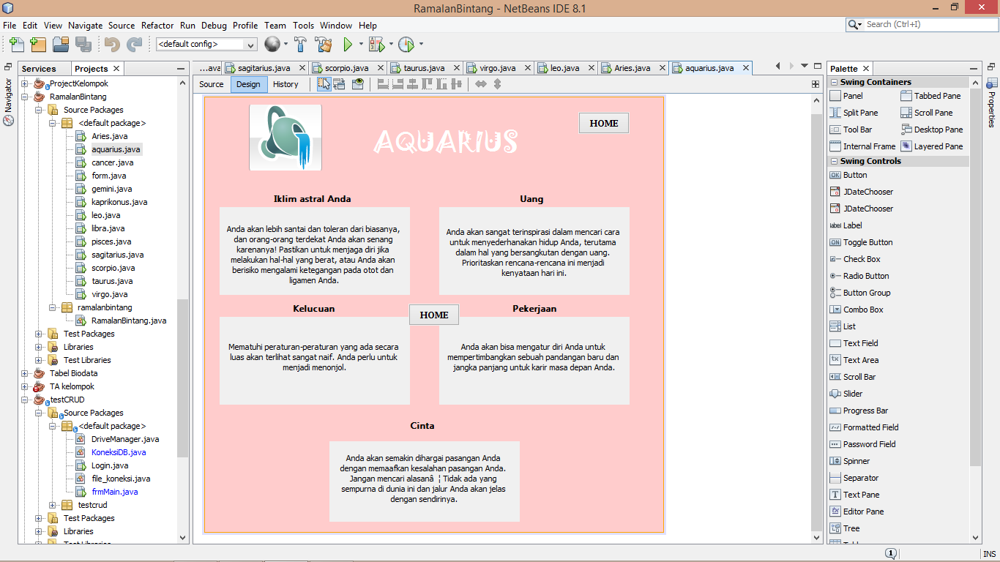 RamalanBintang - NetBeans IDE 8.1
File Edit View Navigate Source Refactor Run Debug Profile Team Tools Window Help
Search (Ctrl+I)
<default config>
Services
Projects
Navigator
ProjectKelompok
RamalanBintang
Source Packages
<default package>
Aries.java
aquarius.java
cancer.java
form.java
gemini.java
kaprikonus.java
leo.java
libra.java
pisces.java
sagitarius.java
scorpio.java
taurus.java
virgo.java
ramalanbintang
RamalanBintang.java
Test Packages
Libraries
Test Libraries
Tabel Biodata
TA kelompok
testCRUD
Source Packages
<default package>
DriveManager.java
KoneksiDB.java
Login.java
file_koneksi.java
frmMain.java
testcrud
Test Packages
Libraries
Test Libraries
...ava sagitarius.java scorpio.java taurus.java virgo.java leo.java Aries.java aquarius.java
Source Design History
AQUARIUS
HOME
Iklim astral Anda
Anda akan lebih santai dan toleran dari biasanya,
dan orang-orang terdekat Anda akan senang
karenanya! Pastikan untuk menjaga diri jika
melakukan hal-hal yang berat, atau Anda akan
berisiko mengalami ketegangan pada otot dan
ligamen Anda.
Uang
Anda akan sangat terinspirasi dalam mencari cara
untuk menyederhanakan hidup Anda, terutama
dalam hal yang bersangkutan dengan uang.
Prioritaskan rencana-rencana ini menjadi
kenyataan hari ini.
Kelucuan
Mematuhi peraturan-peraturan yang ada secara
luas akan terlihat sangat naif. Anda perlu untuk
menjadi menonjol.
HOME
Pekerjaan
Anda akan bisa mengatur diri Anda untuk
mempertimbangkan sebuah pandangan baru dan
jangka panjang untuk karir masa depan Anda.
Cinta
Anda akan semakin dihargai pasangan Anda
dengan memaafkan kesalahan pasangan Anda.
Jangan mencari alasanâ ¦ Tidak ada yang
sempurna di dunia ini dan jalur Anda akan jelas
dengan sendirinya.
Palette
Swing Containers
Panel Tabbed Pane
Split Pane Scroll Pane
Tool Bar Desktop Pane
Internal Frame Layered Pane
Swing Controls
Button
JDateChooser
JDateChooser
Label
Toggle Button
Check Box
Radio Button
Button Group
Combo Box
List
Text Field
Text Area
Scroll Bar
Slider
Progress Bar
Formatted Field
Password Field
Spinner
Separator
Text Pane
Editor Pane
Tree
Properties
1
INS